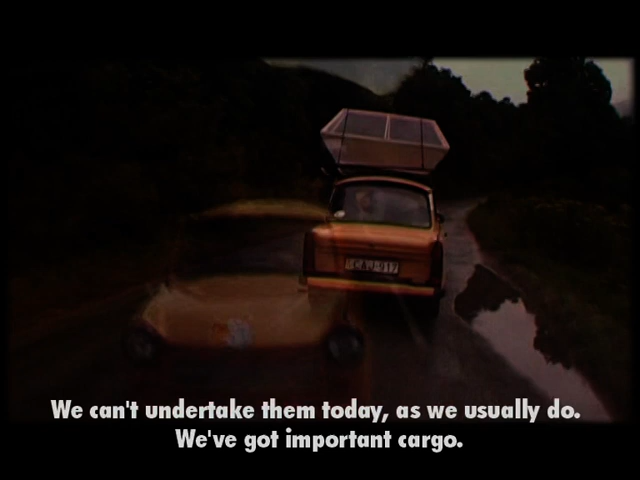 CAJ-917
We can't undertake them today, as we usually do.
We've got important cargo.